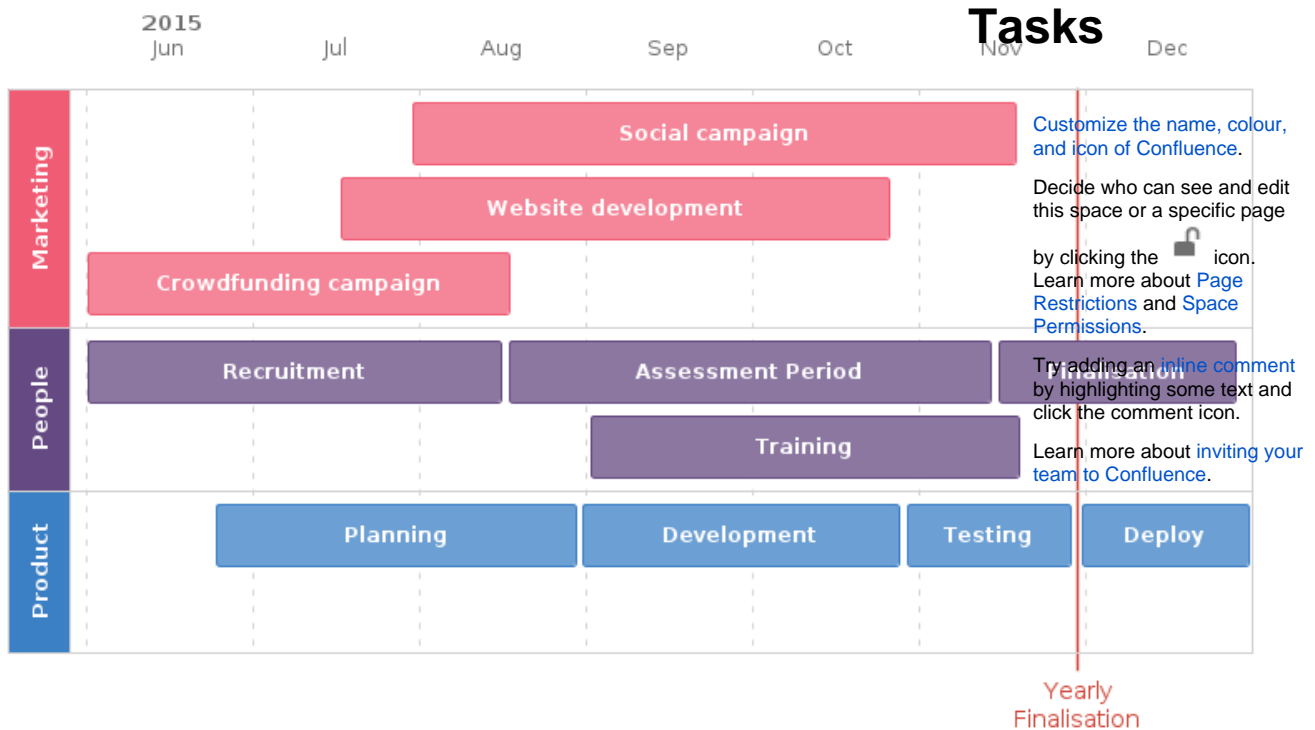 Tasks
2015
Jun Jul Aug Sep Oct Nov Dec
Marketing
Social campaign
Website development
Crowdfunding campaign
People
Recruitment
Assessment Period
Finalisation
Training
Product
Planning
Development
Testing
Deploy
Yearly
Finalisation
Customize the name, colour,
and icon of Confluence.
Decide who can see and edit
this space or a specific page
by clicking the icon.
Learn more about Page
Restrictions and Space
Permissions.
Try adding an inline comment
by highlighting some text and
click the comment icon.
Learn more about inviting your
team to Confluence.